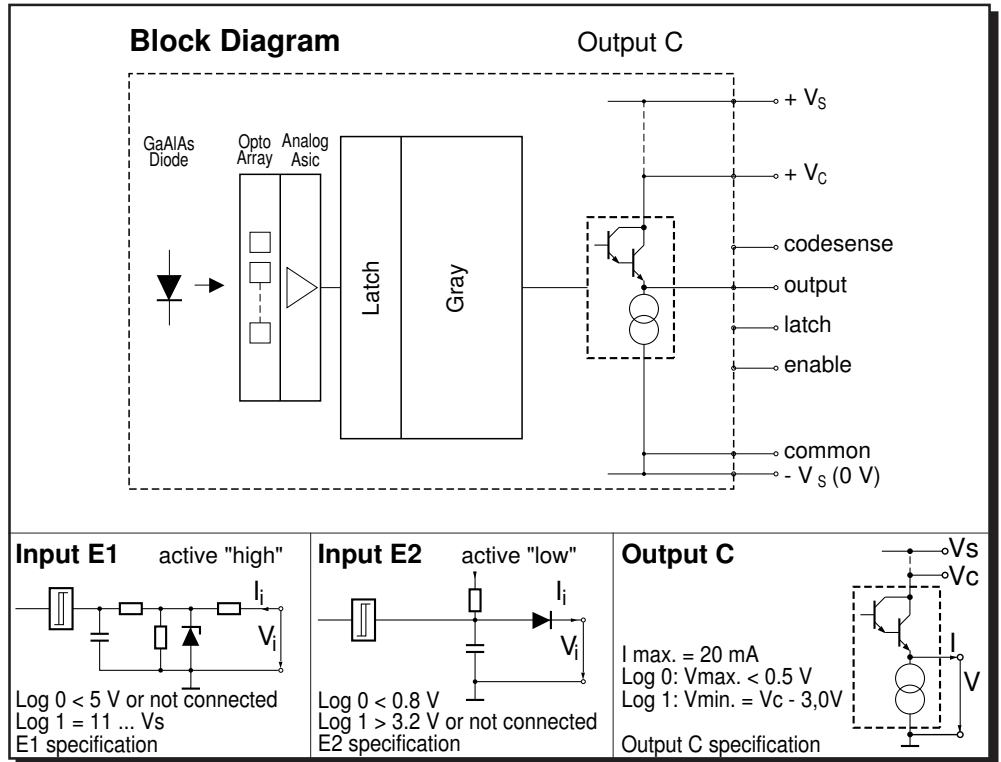 Block Diagram
Output C
GaAlAs
Diode
Opto
Array
Analog
Asic
Latch
Gray
+ VS
+ VC
codesense
output
latch
enable
common
- V S (0 V)
Input E1 active "high"
Ii
Vi
Log 0 < 5 V or not connected
Log 1 = 11 ... Vs
E1 specification
Input E2 active "low"
Ii
Vi
Log 0 < 0.8 V
Log 1 > 3.2 V or not connected
E2 specification
Output C
Vs
Vc
I
V
I max. = 20 mA
Log 0: Vmax. < 0.5 V
Log 1: Vmin. = Vc - 3,0V
Output C specification